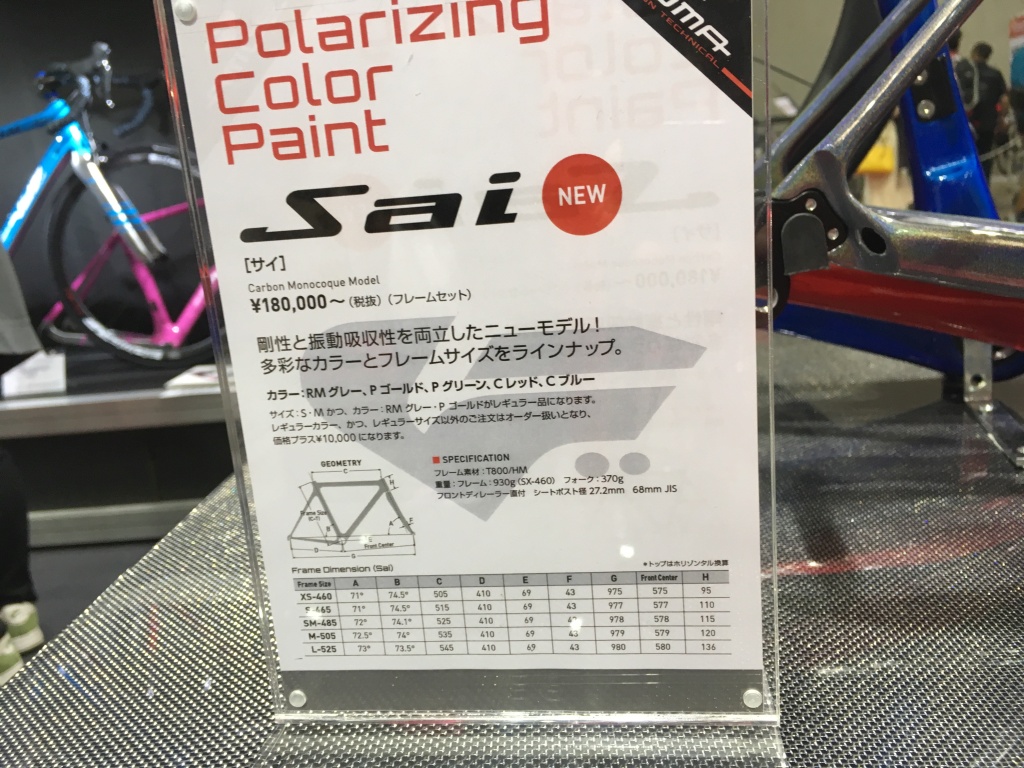 Polarizing
Color
Paint
TECHNICAL
Sai NEW
[サイ]
Carbon Monocoque Model
¥180,000〜(税抜)(フレームセット)
剛性と振動吸収性を両立したニューモデル!
多彩なカラーとフレームサイズをラインナップ。
カラー:RMグレー、Pゴールド、Pグリーン、Cレッド、Cブルー
サイズ:S・Mかつ、カラー:RMグレー・Pゴールドがレギュラー品になります。
レギュラーカラー、かつ、レギュラーサイズ以外のご注文はオーダー扱いとなり、
価格プラス¥10,000になります。
GEOMETRY
C
H
Frame Size
(C-T)
B
A
F
E
D
Front Center
G
■SPECIFICATION
フレーム素材:T800/HM
重量:フレーム:930g(SX-460) フォーク:370g
フロントディレーラー直付 シートポスト径27.2mm 68mm JIS
*トップはホリゾンタル換算
Frame Dimension (Sai)
Frame Size A B C D E F G Front Center H
XS-460 71° 74.5° 505 410 69 43 975 575 95
S-465 71° 74.5° 515 410 69 43 977 577 110
SM-485 72° 74.1° 525 410 69 43 978 578 115
M-505 72.5° 74° 535 410 69 43 979 579 120
L-525 73° 73.5° 545 410 69 43 980 580 136